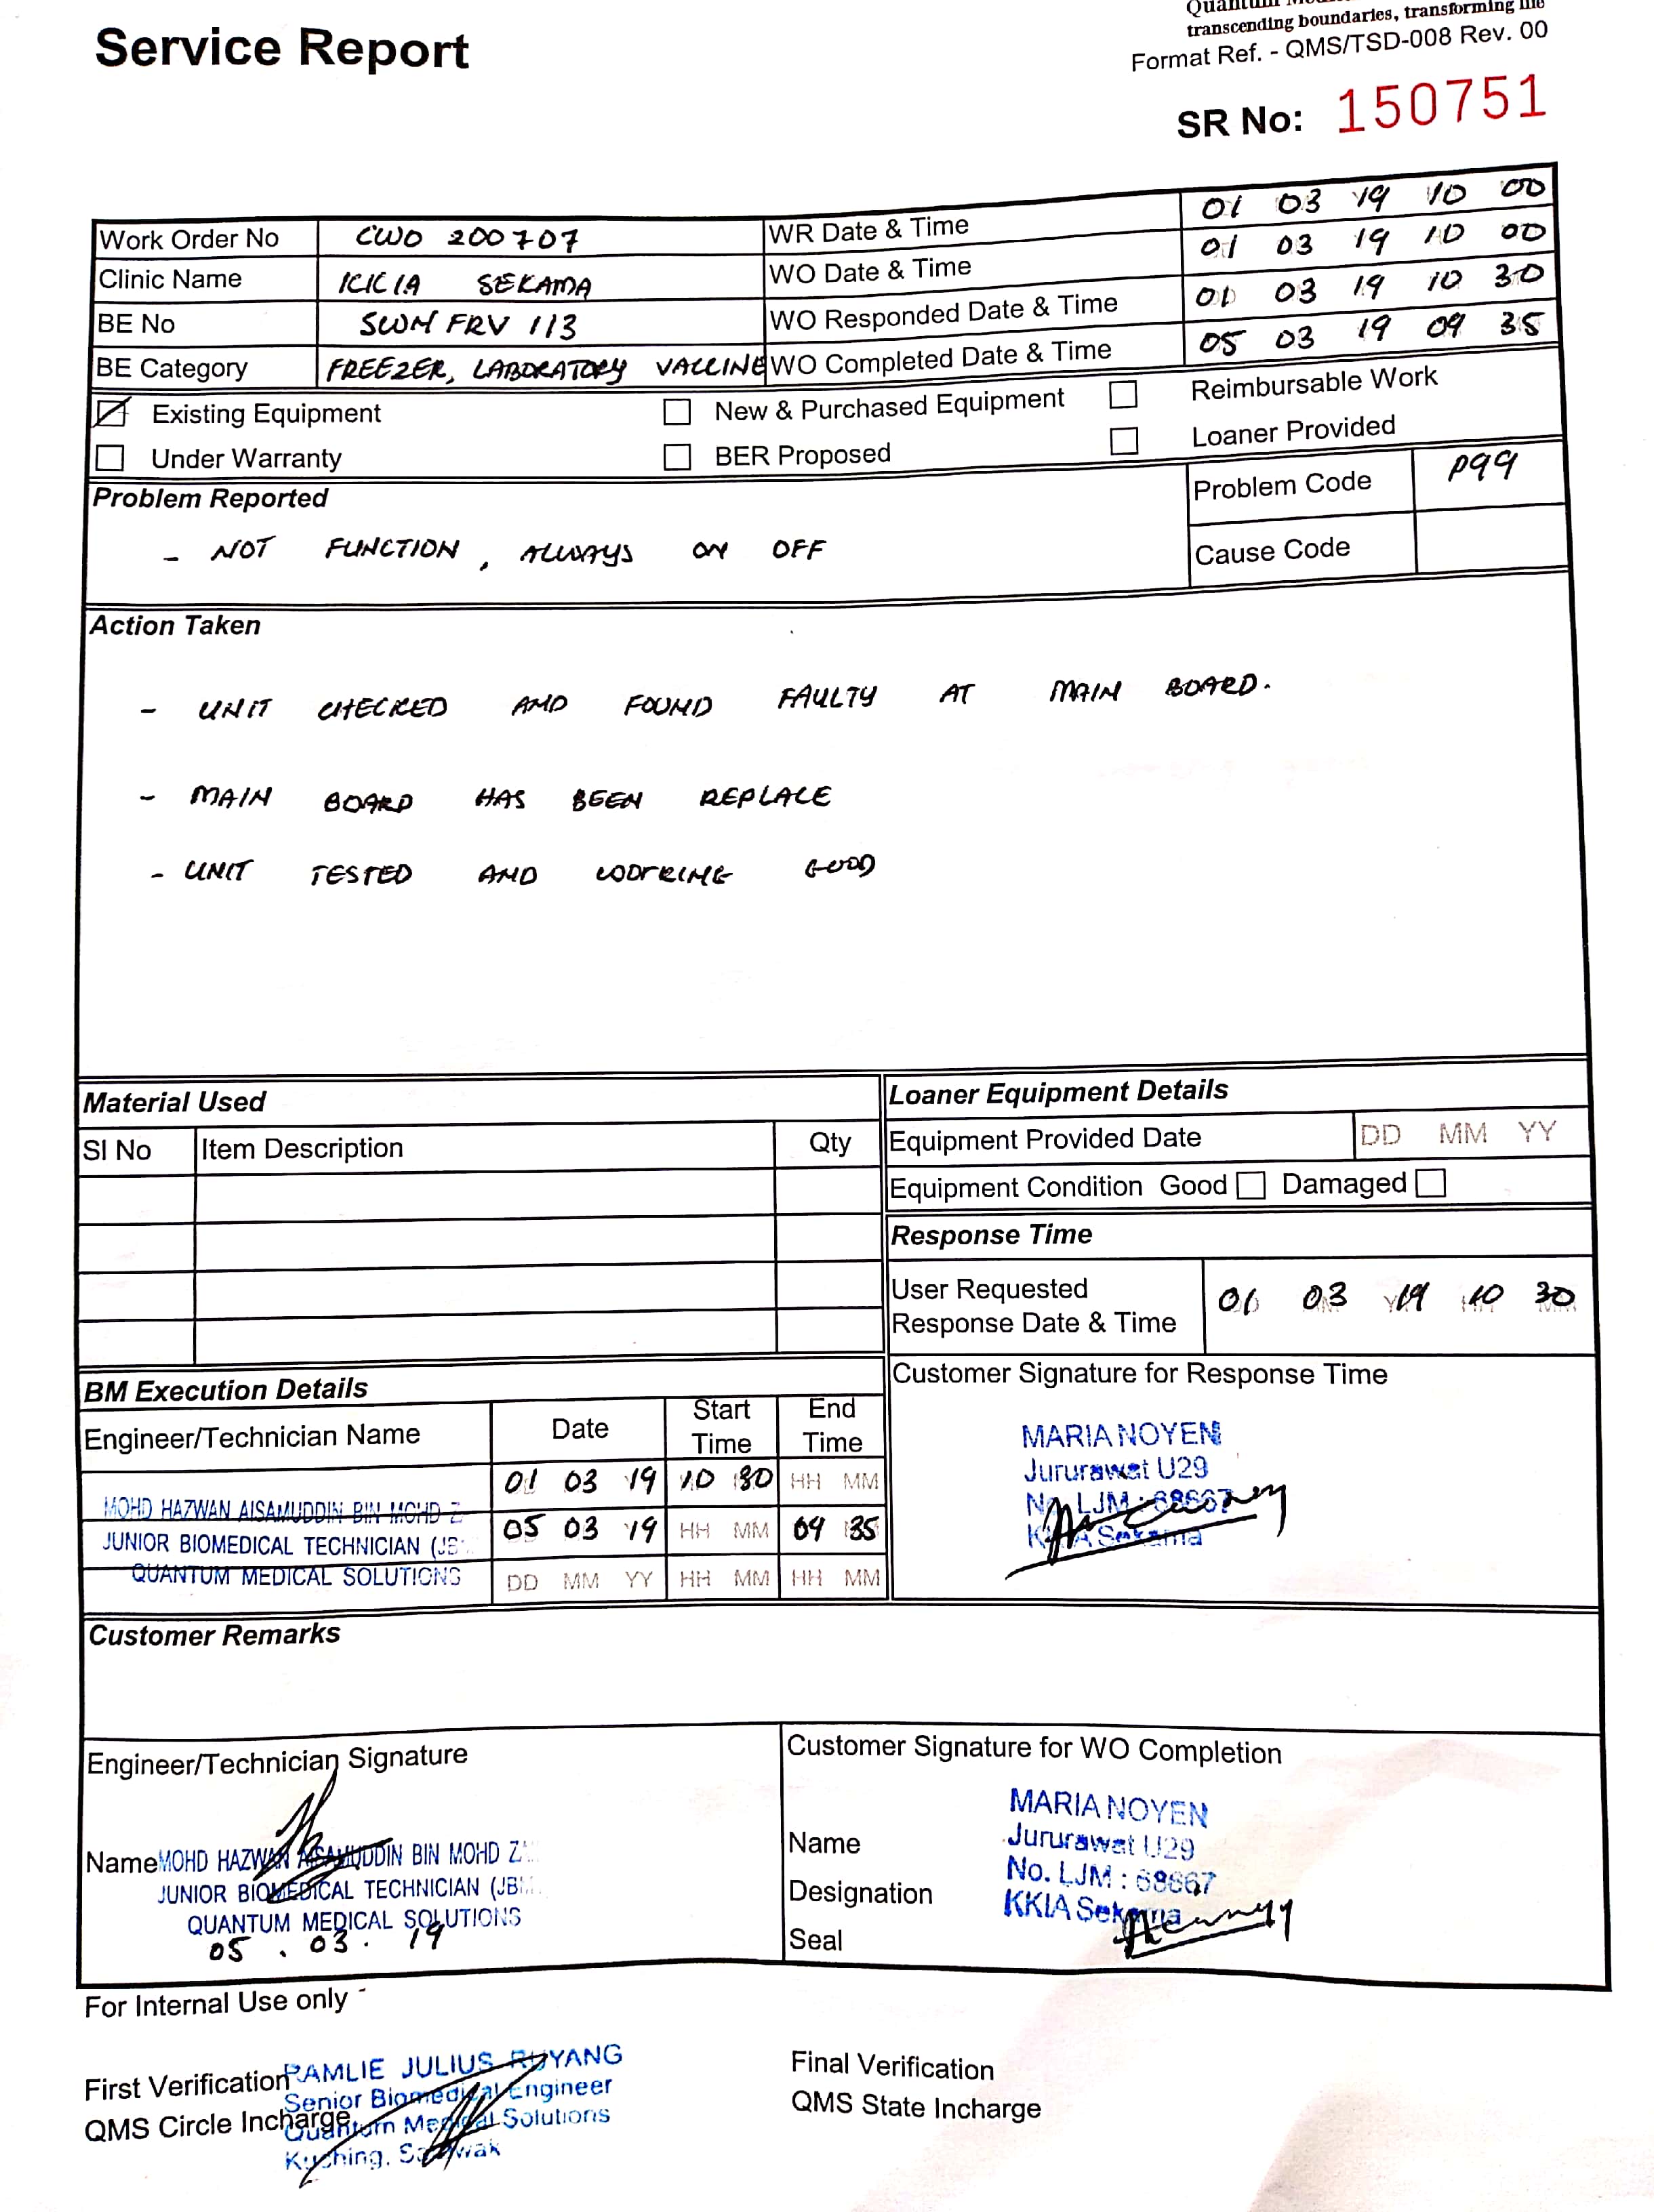 Service Report
transcending boundaries, transforming life
Format Ref. - QMS/TSD-008 Rev. 00
SR No: 150751
Work Order No CWO 200707 WR Date & Time 01 03 19 10 00
Clinic Name KKIA SEKAMA WO Date & Time 01 03 19 10 00
BE No SWM FRV 113 WO Responded Date & Time 01 03 19 10 30
BE Category FREEZER, LABORATORY VACCINE WO Completed Date & Time 05 03 19 09 35
Existing Equipment New & Purchased Equipment Reimbursable Work
Under Warranty BER Proposed Loaner Provided
Problem Reported Problem Code P99
- NOT FUNCTION, ALWAYS ON OFF Cause Code
Action Taken
- UNIT CHECKED AND FOUND FAULTY AT MAIN BOARD.
- MAIN BOARD HAS BEEN REPLACE
- UNIT TESTED AND WORKING GOOD
Material Used Loaner Equipment Details
Sl No Item Description Qty Equipment Provided Date DD MM YY
Equipment Condition Good Damaged
Response Time
User Requested
Response Date & Time 01 03 19 10 30
BM Execution Details Customer Signature for Response Time
Engineer/Technician Name Date Start Time End Time
01 03 19 10 30 HH MM
MOHD HAZWAN AISAMUDDIN BIN MOHD
05 03 19 HH MM 09 35
JUNIOR BIOMEDICAL TECHNICIAN
QUANTUM MEDICAL SOLUTIONS
DD MM YY HH MM HH MM
MARIA NOYEN
Jururawat U29
No. LJM : 68667
KKIA Sekama
Customer Remarks
Engineer/Technician Signature Customer Signature for WO Completion
Name MOHD HAZWAN AISAMUDDIN BIN MOHD
JUNIOR BIOMEDICAL TECHNICIAN
QUANTUM MEDICAL SOLUTIONS
05 . 03 . 19
Name
Designation
Seal
MARIA NOYEN
Jururawat U29
No. LJM : 68667
KKIA Sekama
For Internal Use only
First Verification
QMS Circle Incharge
PAMLIE JULIUS RUYANG
Senior Biomedical Engineer
Quantum Medical Solutions
Kuching, Sarawak
Final Verification
QMS State Incharge